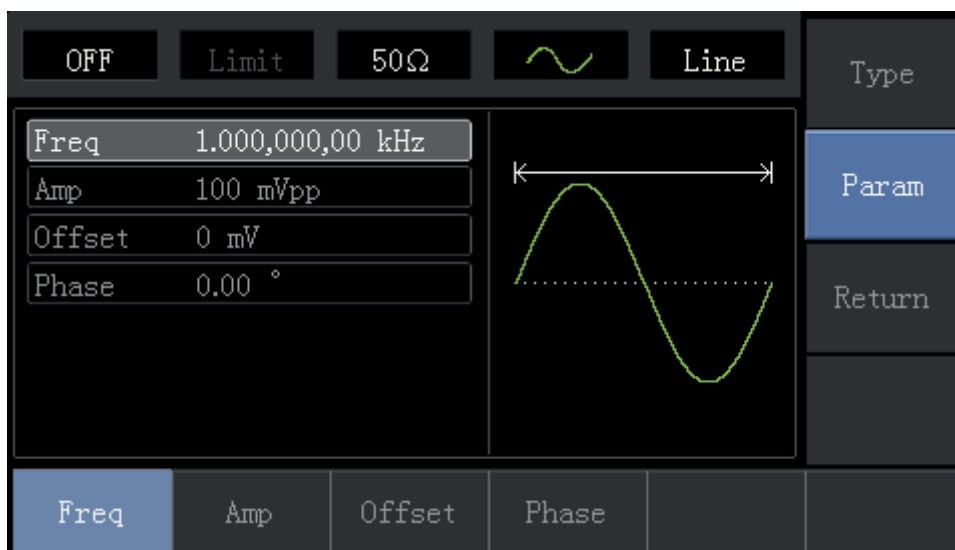 OFF Limit 50Ω Line
Type
Freq 1.000,000,00 kHz
Amp 100 mVpp
Offset 0 mV
Phase 0.00 °
Param
Return
Freq Amp Offset Phase